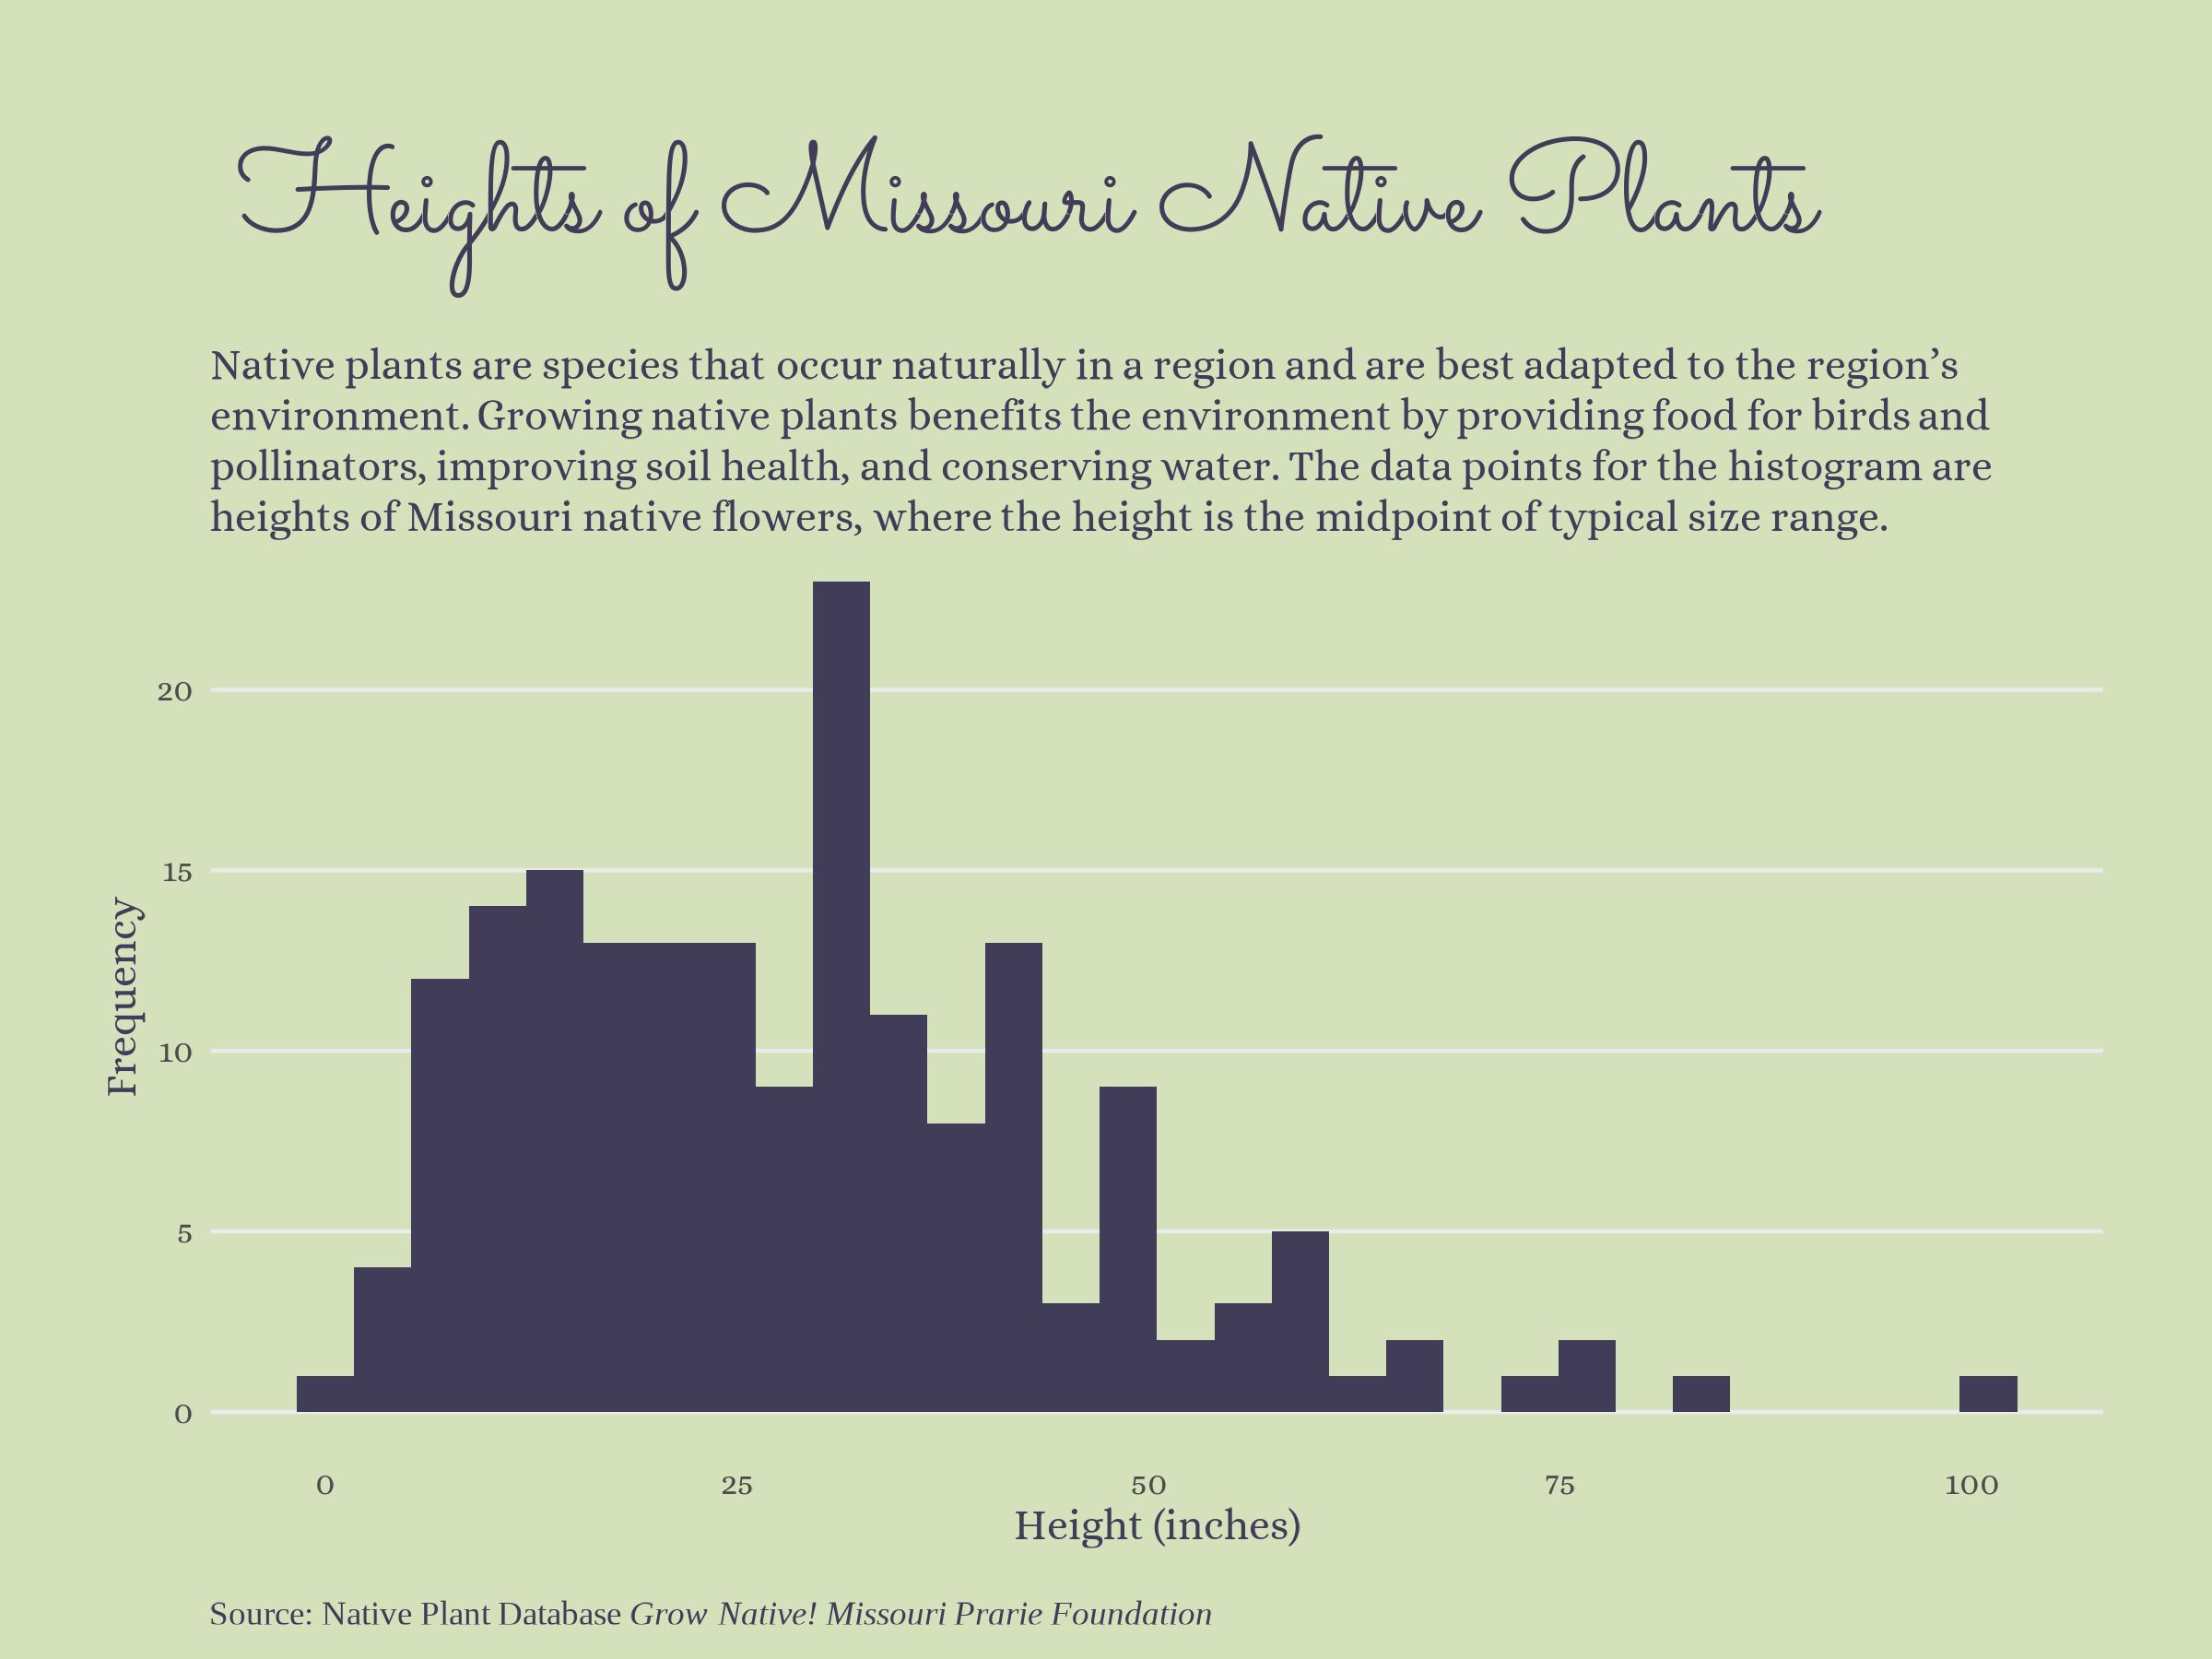 Heights of Missouri Native Plants
Native plants are species that occur naturally in a region and are best adapted to the region’s
environment. Growing native plants benefits the environment by providing food for birds and
pollinators, improving soil health, and conserving water. The data points for the histogram are
heights of Missouri native flowers, where the height is the midpoint of typical size range.
20
15
10
5
0
Frequency
0 25 50 75 100
Height (inches)
Source: Native Plant Database Grow Native! Missouri Prarie Foundation